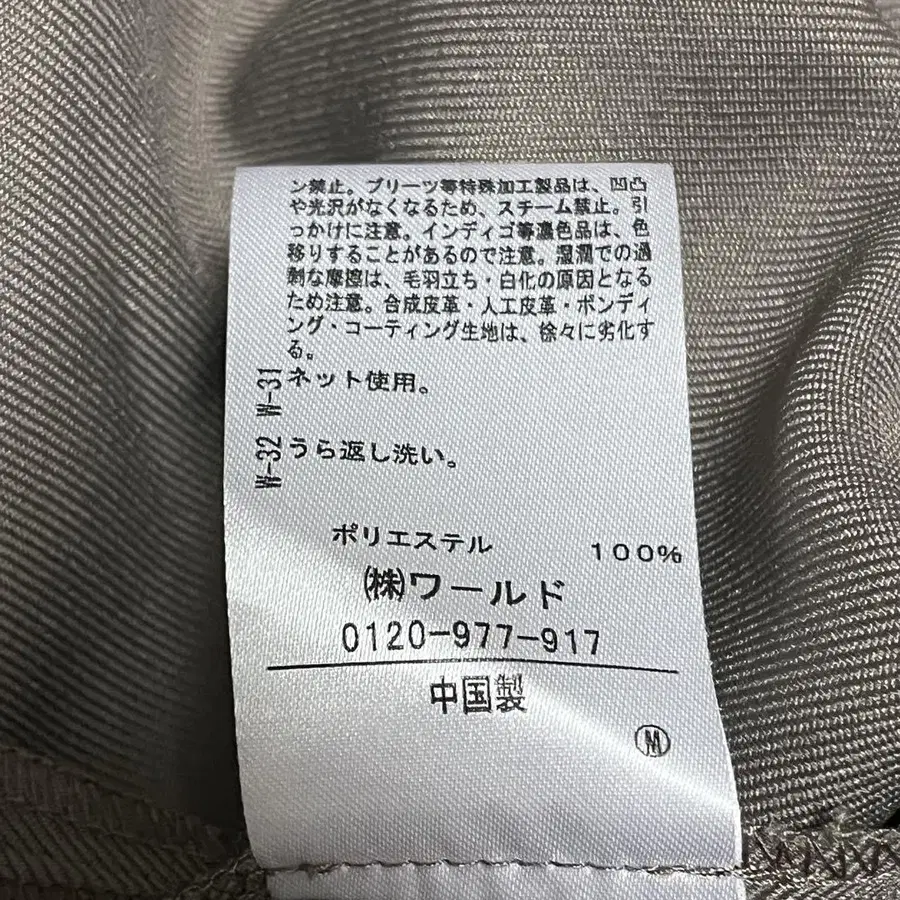 ン禁止。プリーツ等特殊加工製品は、凹凸
や光沢がなくなるため、スチーム禁止。引
っかけに注意。インディゴ等濃色品は、色
移りすることがあるので注意。湿潤での過
剰な摩擦は、毛羽立ち・白化の原因となる
ため注意。合成皮革・人工皮革・ボンディ
ング・コーティング生地は、徐々に劣化す
る。
W-31 ネット使用。
W-32 うら返し洗い。
ポリエステル 100%
㈱ワールド
0120-977-917
中国製
Ⓜ